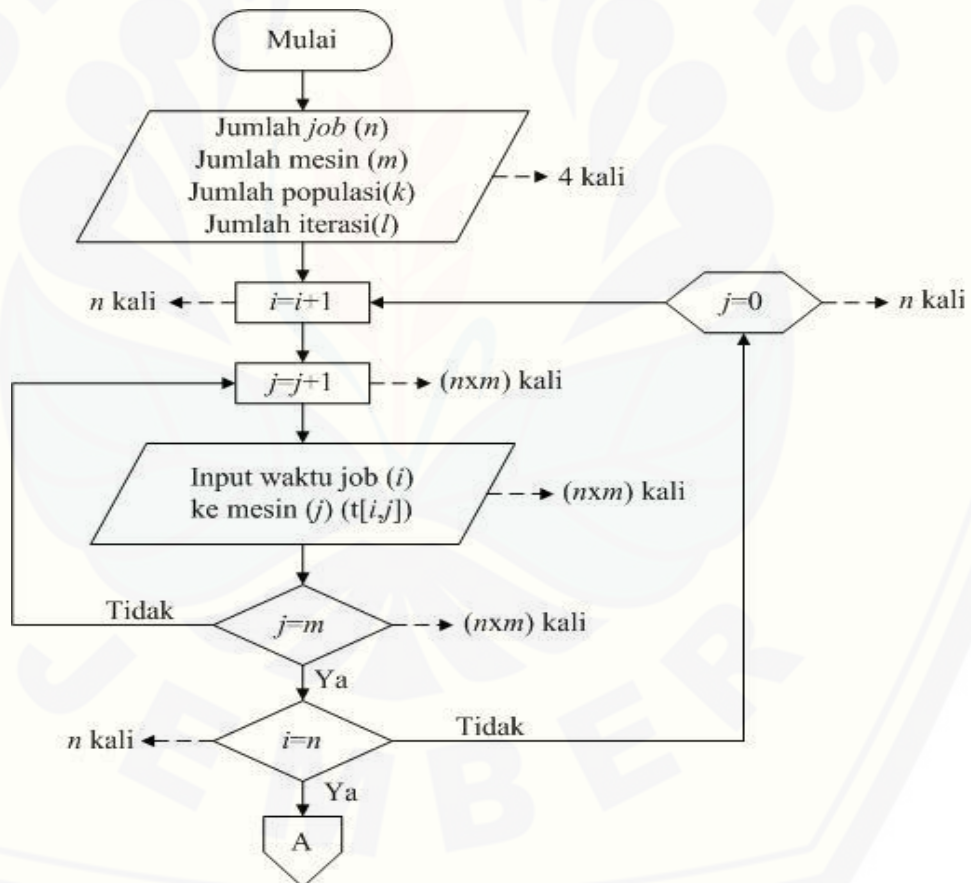 Mulai
Jumlah job (n)
Jumlah mesin (m)
Jumlah populasi(k)
Jumlah iterasi(l)
4 kali
n kali
i=i+1
j=0
n kali
j=j+1
(nxm) kali
Input waktu job (i)
ke mesin (j) (t[i,j])
(nxm) kali
Tidak
j=m
(nxm) kali
Ya
n kali
i=n
Tidak
Ya
A
JEMBER